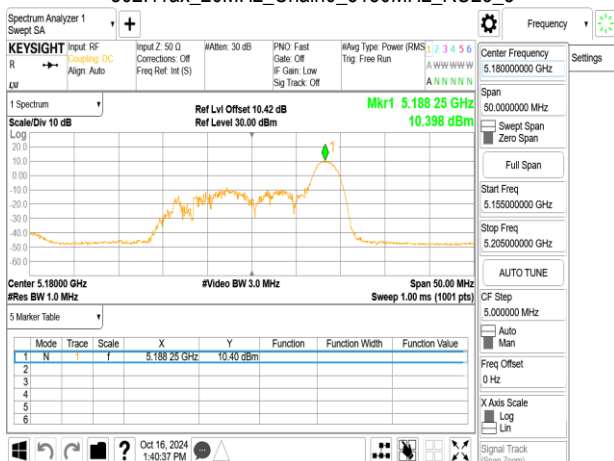 Spectrum Analyzer 1
Swept SA
+
Frequency
KEYSIGHT
R
Input: RF
Coupling: DC
Align: Auto
Input Z: 50 Ω
Corrections: Off
Freq Ref: Int (S)
#Atten: 30 dB
PNO: Fast
Gate: Off
IF Gain: Low
Sig Track: Off
#Avg Type: Power (RMS
Trig: Free Run
1 2 3 4 5 6
A W W W W W
A N N N N N
Center Frequency
5.180000000 GHz
Settings
Span
50.0000000 MHz
Swept Span
Zero Span
Full Span
Start Freq
5.155000000 GHz
Stop Freq
5.205000000 GHz
AUTO TUNE
CF Step
5.000000 MHz
Auto
Man
Freq Offset
0 Hz
X Axis Scale
Log
Lin
Signal Track
(Span Zoom)
1 Spectrum
Scale/Div 10 dB
Ref Lvl Offset 10.42 dB
Ref Level 30.00 dBm
Mkr1 5.188 25 GHz
10.398 dBm
Log
20.0
10.0
0.00
-10.0
-20.0
-30.0
-40.0
-50.0
-60.0
1
Center 5.18000 GHz
#Res BW 1.0 MHz
#Video BW 3.0 MHz
Span 50.00 MHz
Sweep 1.00 ms (1001 pts)
5 Marker Table
Mode Trace Scale X Y Function Function Width Function Value
1 N 1 f 5.188 25 GHz 10.40 dBm
2
3
4
5
6
?
Oct 16, 2024
1:40:37 PM